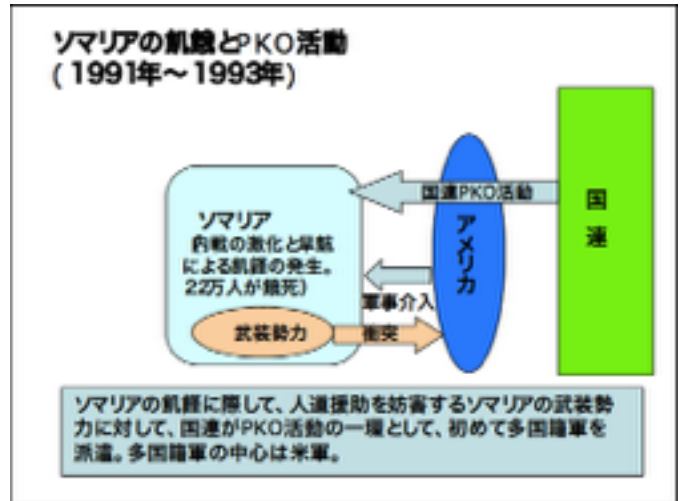 ソマリアの飢餓とPKO活動
(1991年～1993年)
国連PKO活動
国連
アメリカ
ソマリア
内戦の激化と旱魃
による飢餓の発生。
22万人が餓死)
軍事介入
武装勢力
衝突
ソマリアの飢餓に際して、人道援助を妨害するソマリアの武装勢
力に対して、国連がPKO活動の一環として、初めて多国籍軍を
派遣。多国籍軍の中心は米軍。